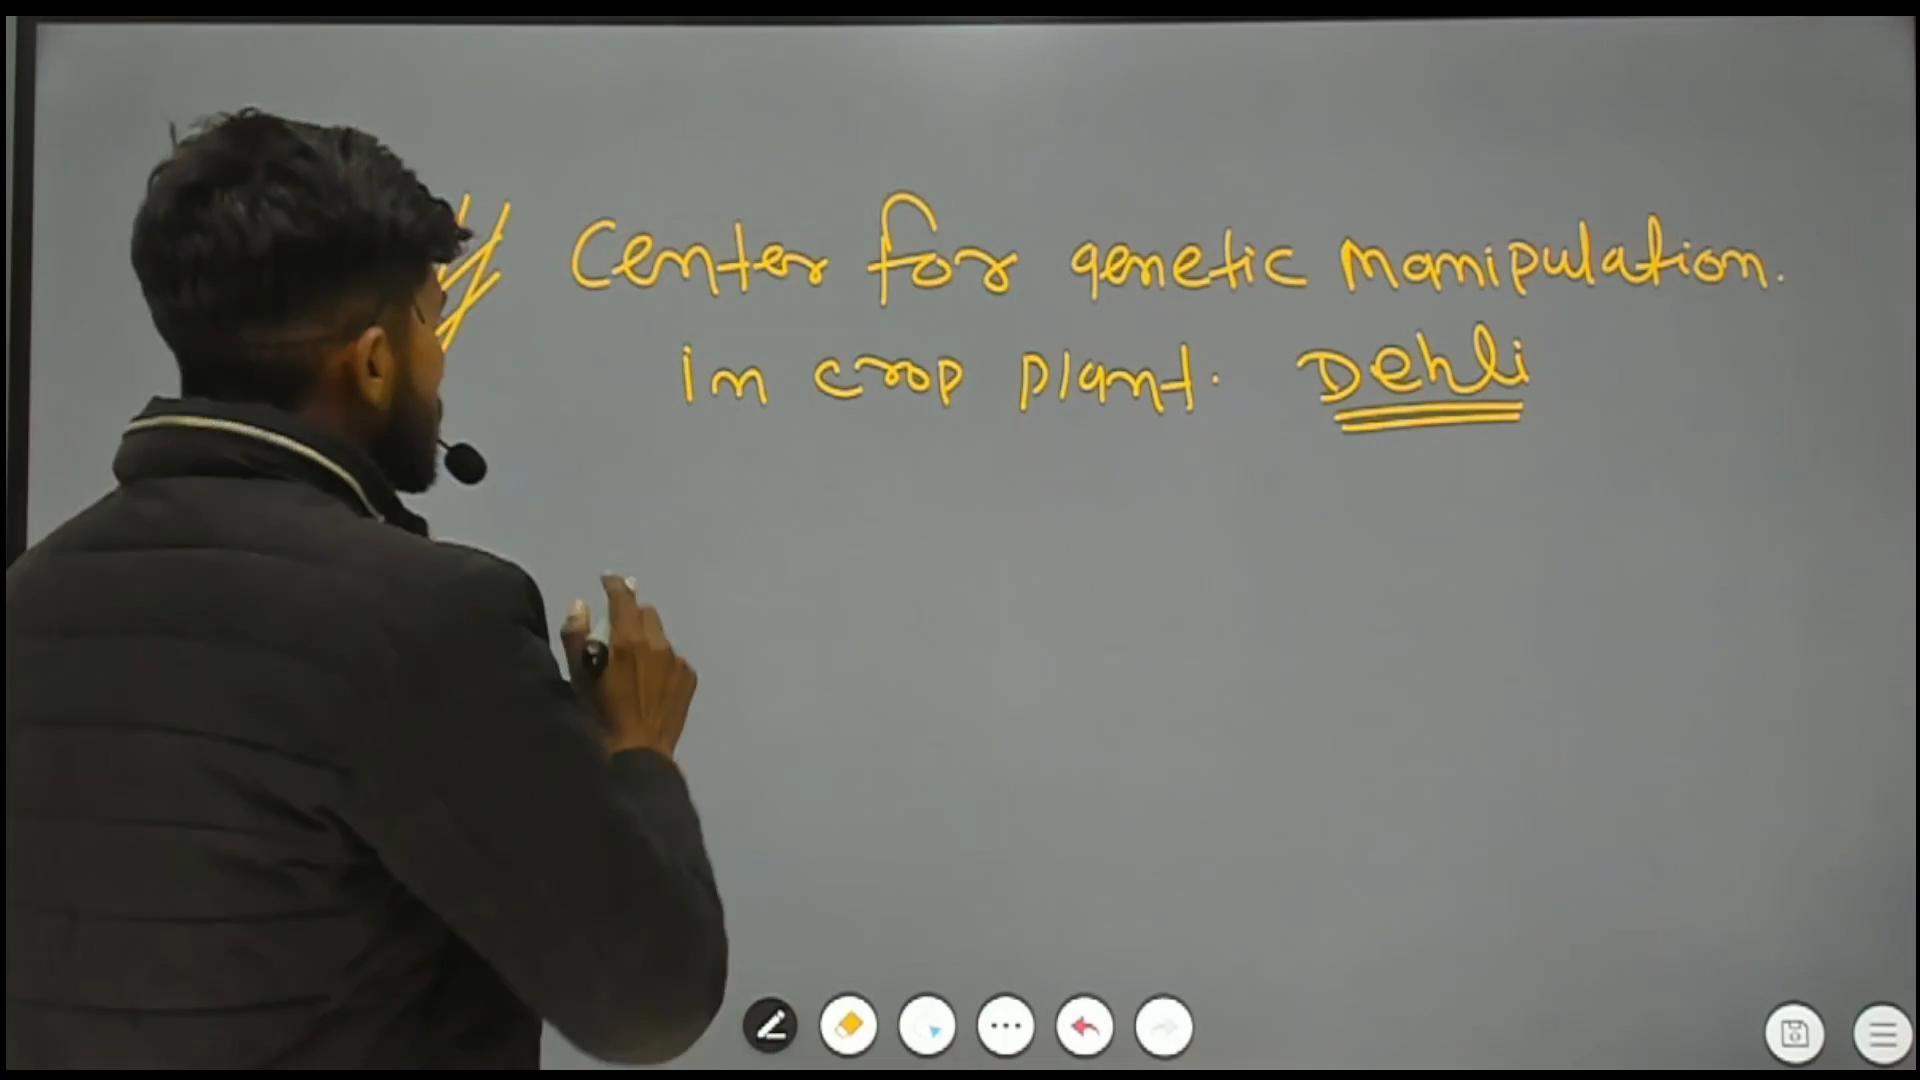 Center for genetic manipulation.
in crop plant. Dehli